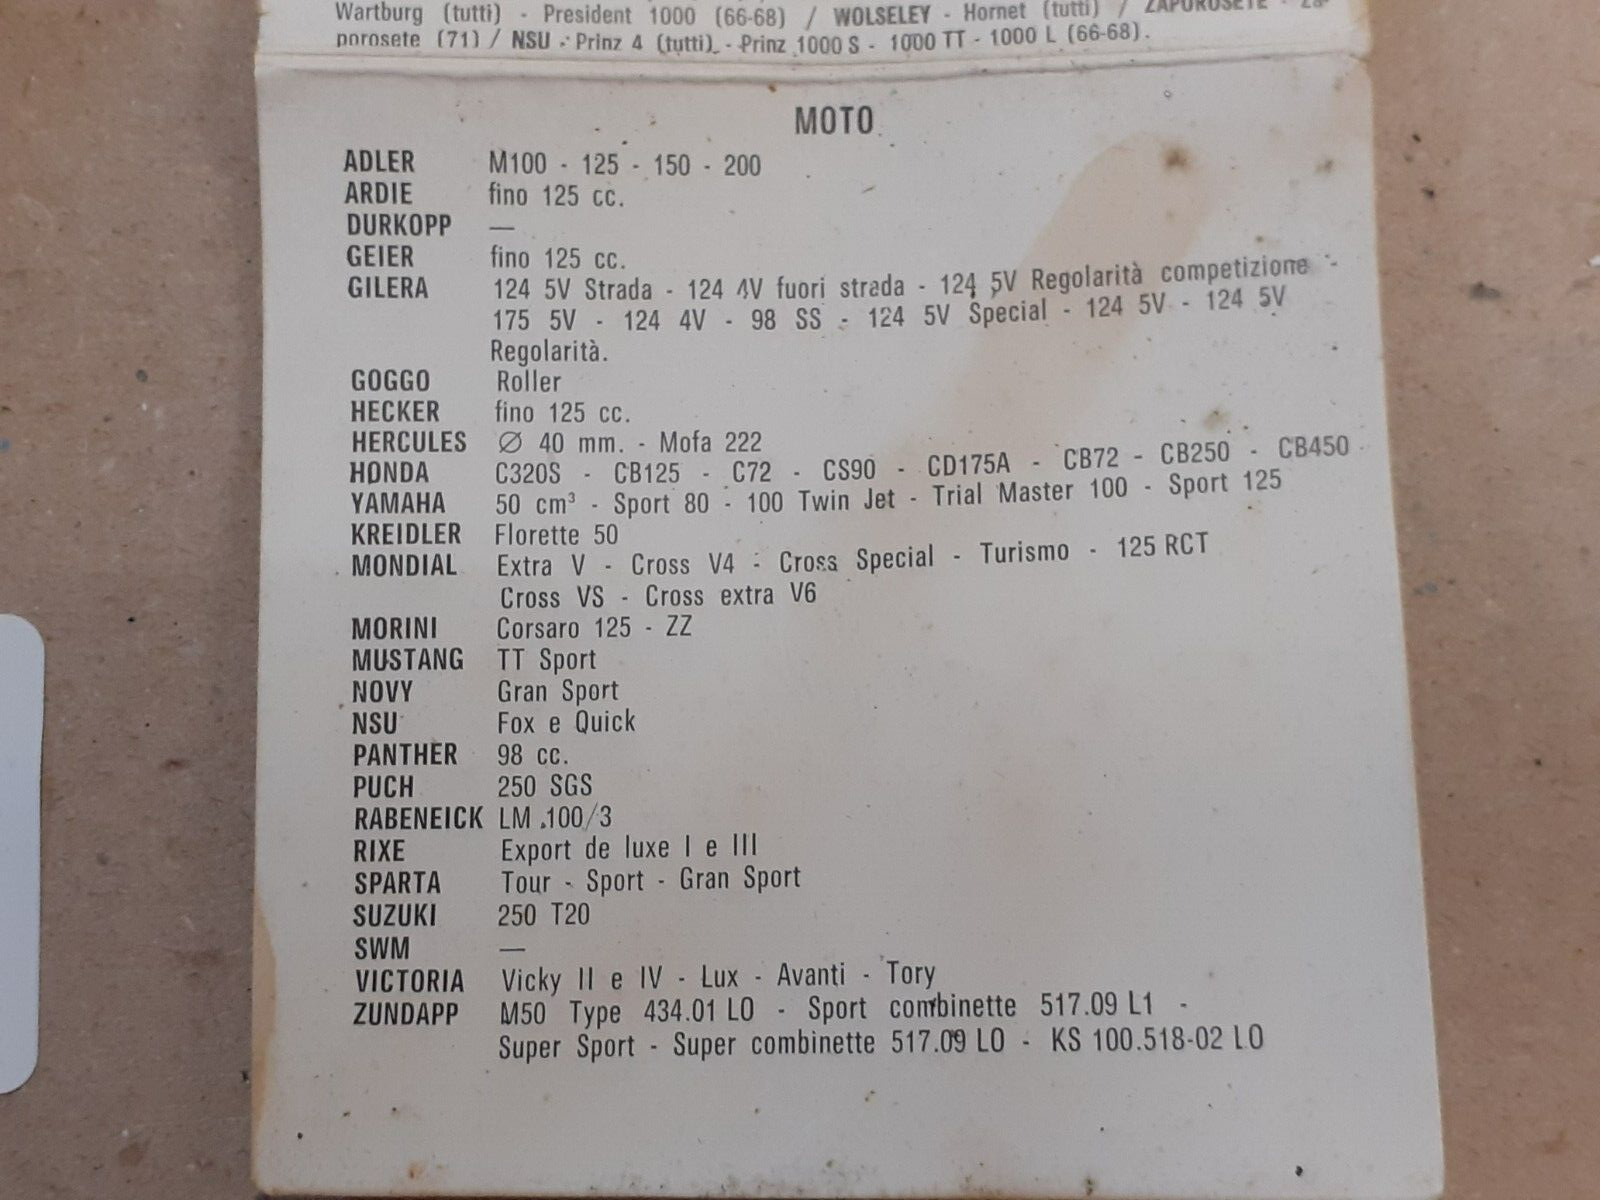 Wartburg (tutti) - President 1000 (66-68) / WOLSELEY - Hornet (tutti) / ZAPOROSETE - Za-
porosete (71) / NSU - Prinz 4 (tutti) - Prinz 1000 S - 1000 TT - 1000 L (66-68).
MOTO
ADLER M100 - 125 - 150 - 200
ARDIE fino 125 cc.
DURKOPP —
GEIER fino 125 cc.
GILERA 124 5V Strada - 124 4V fuori strada - 124 5V Regolarità competizione -
175 5V - 124 4V - 98 SS - 124 5V Special - 124 5V - 124 5V
Regolarità.
GOGGO Roller
HECKER fino 125 cc.
HERCULES ∅ 40 mm. - Mofa 222
HONDA C320S - CB125 - C72 - CS90 - CD175A - CB72 - CB250 - CB450
YAMAHA 50 cm³ - Sport 80 - 100 Twin Jet - Trial Master 100 - Sport 125
KREIDLER Florette 50
MONDIAL Extra V - Cross V4 - Cross Special - Turismo - 125 RCT
Cross VS - Cross extra V6
MORINI Corsaro 125 - ZZ
MUSTANG TT Sport
NOVY Gran Sport
NSU Fox e Quick
PANTHER 98 cc.
PUCH 250 SGS
RABENEICK LM 100/3
RIXE Export de luxe I e III
SPARTA Tour - Sport - Gran Sport
SUZUKI 250 T20
SWM —
VICTORIA Vicky II e IV - Lux - Avanti - Tory
ZUNDAPP M50 Type 434.01 LO - Sport combinette 517.09 L1 -
Super Sport - Super combinette 517.09 LO - KS 100.518-02 LO